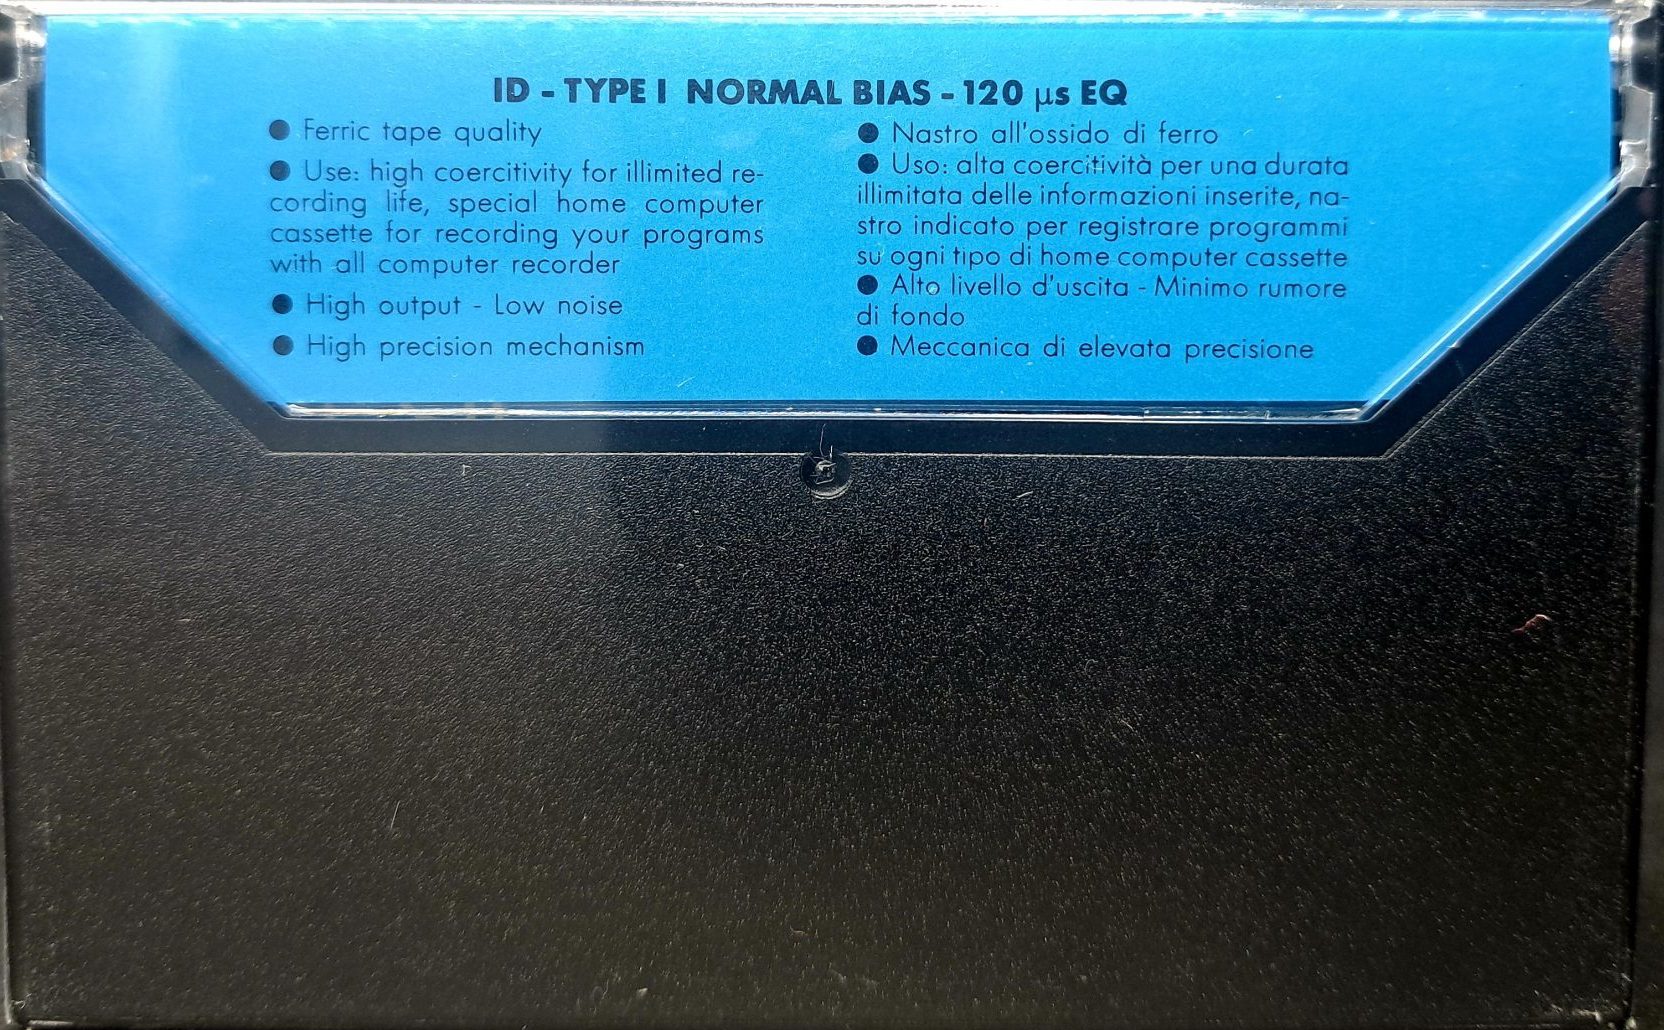 ID - TYPE I NORMAL BIAS - 120 µs EQ
● Ferric tape quality
● Use: high coercitivity for illimited re-
cording life, special home computer
cassette for recording your programs
with all computer recorder
● High output - Low noise
● High precision mechanism
● Nastro all'ossido di ferro
● Uso: alta coercitività per una durata
illimitata delle informazioni inserite, na-
stro indicato per registrare programmi
su ogni tipo di home computer cassette
● Alto livello d'uscita - Minimo rumore
di fondo
● Meccanica di elevata precisione